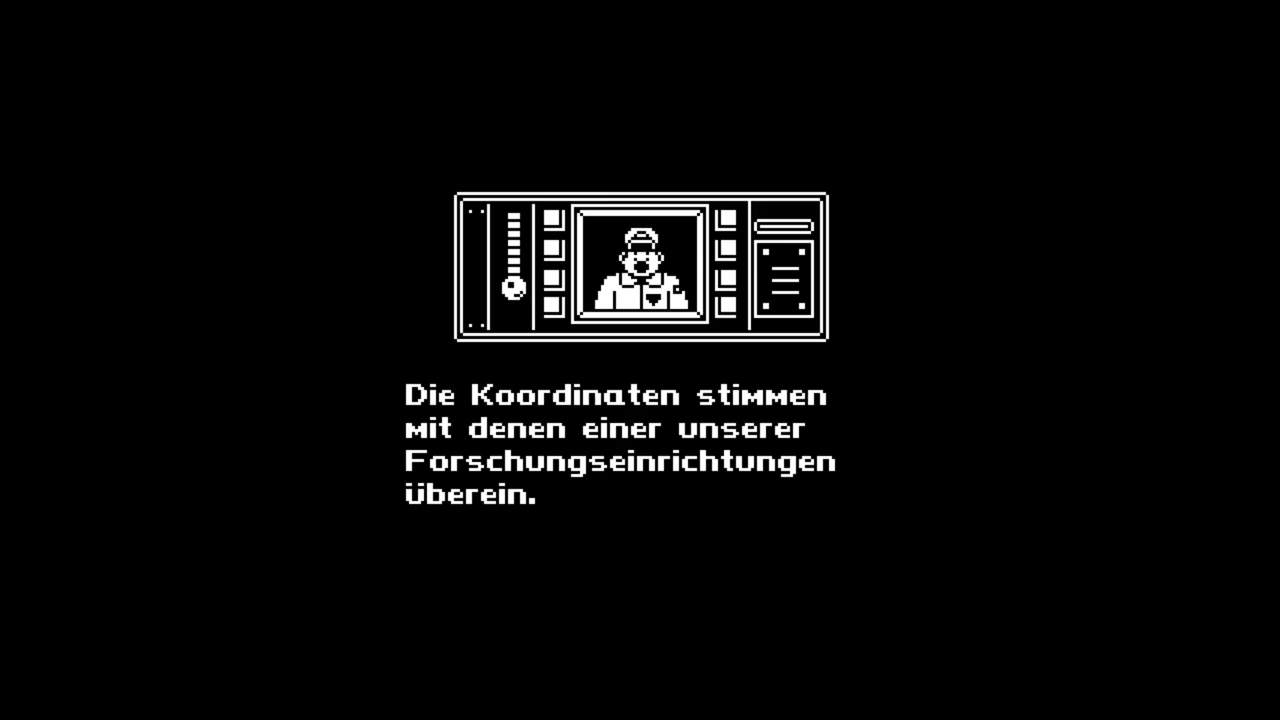 Die Koordinaten stimmen
mit denen einer unserer
Forschungseinrichtungen
überein.